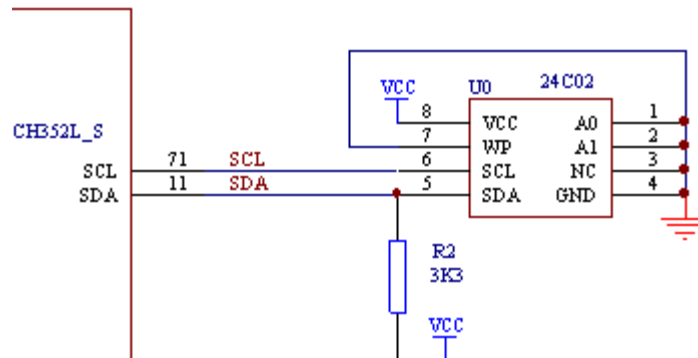 U0 24C02
VCC
8 VCC A0 1
CH352L_S
7 WP A1 2
SCL 71 SCL 6 SCL NC 3
SDA 11 SDA 5 SDA GND 4
R2
3K3
VCC